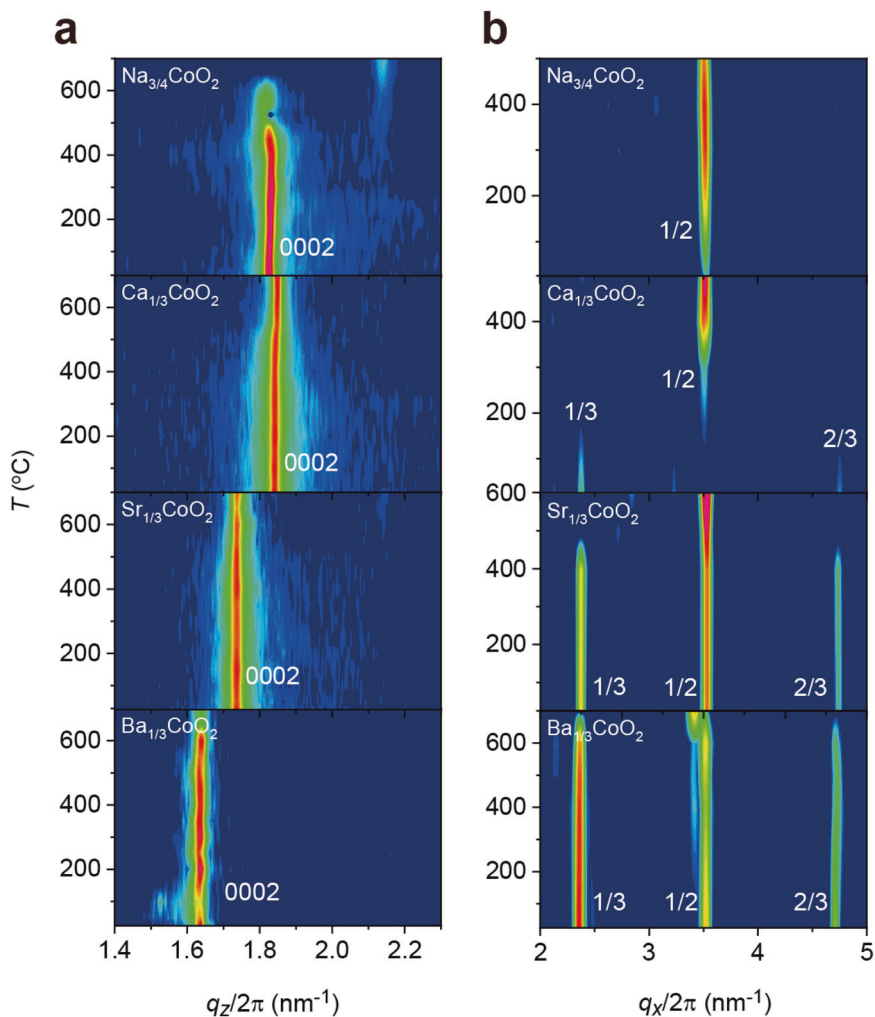 a
b
Na3/4CoO2
600
400
200
0002
Ca1/3CoO2
600
400
200
0002
Sr1/3CoO2
600
400
200
0002
Ba1/3CoO2
600
400
200
0002
1.4 1.6 1.8 2.0 2.2
qz/2π (nm-1)
T (ºC)
Na3/4CoO2
400
200
1/2
Ca1/3CoO2
400
200
1/2
1/3
2/3
600
Sr1/3CoO2
400
200
1/3 1/2 2/3
Ba1/3CoO2
600
400
200
1/3 1/2 2/3
2 3 4 5
qx/2π (nm-1)